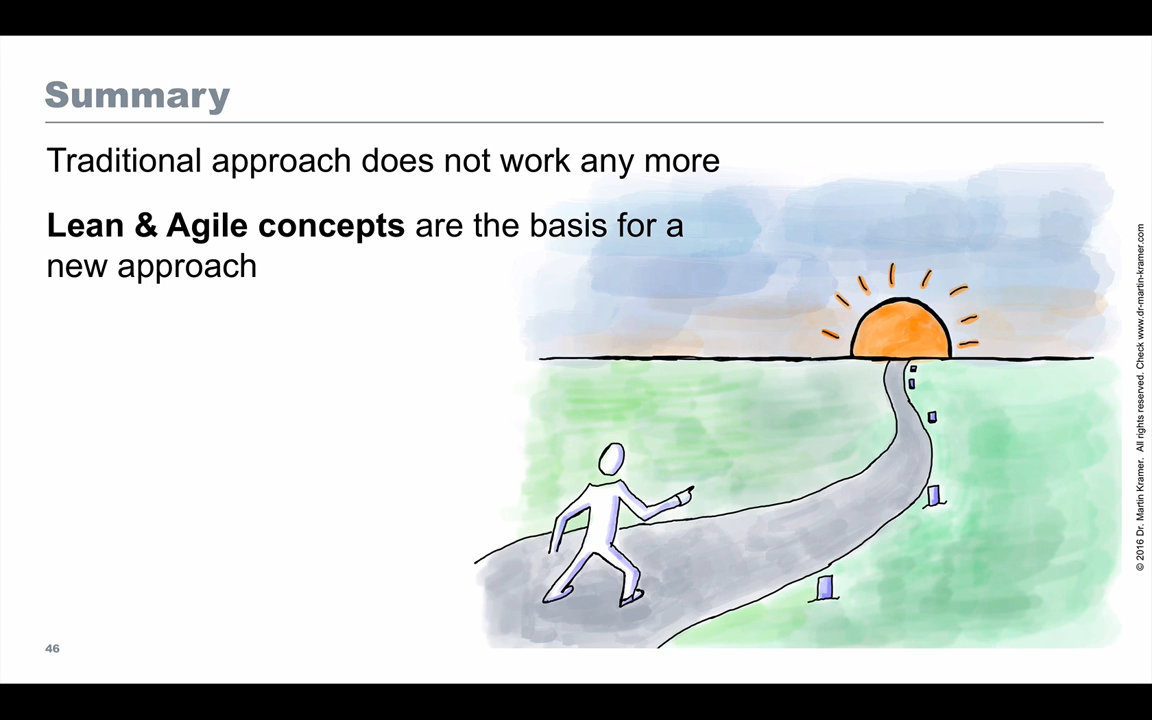 Summary
Traditional approach does not work any more
Lean & Agile concepts are the basis for a
new approach
© 2016 Dr. Martin Kramer. All rights reserved. Check www.dr-martin-kramer.com
46